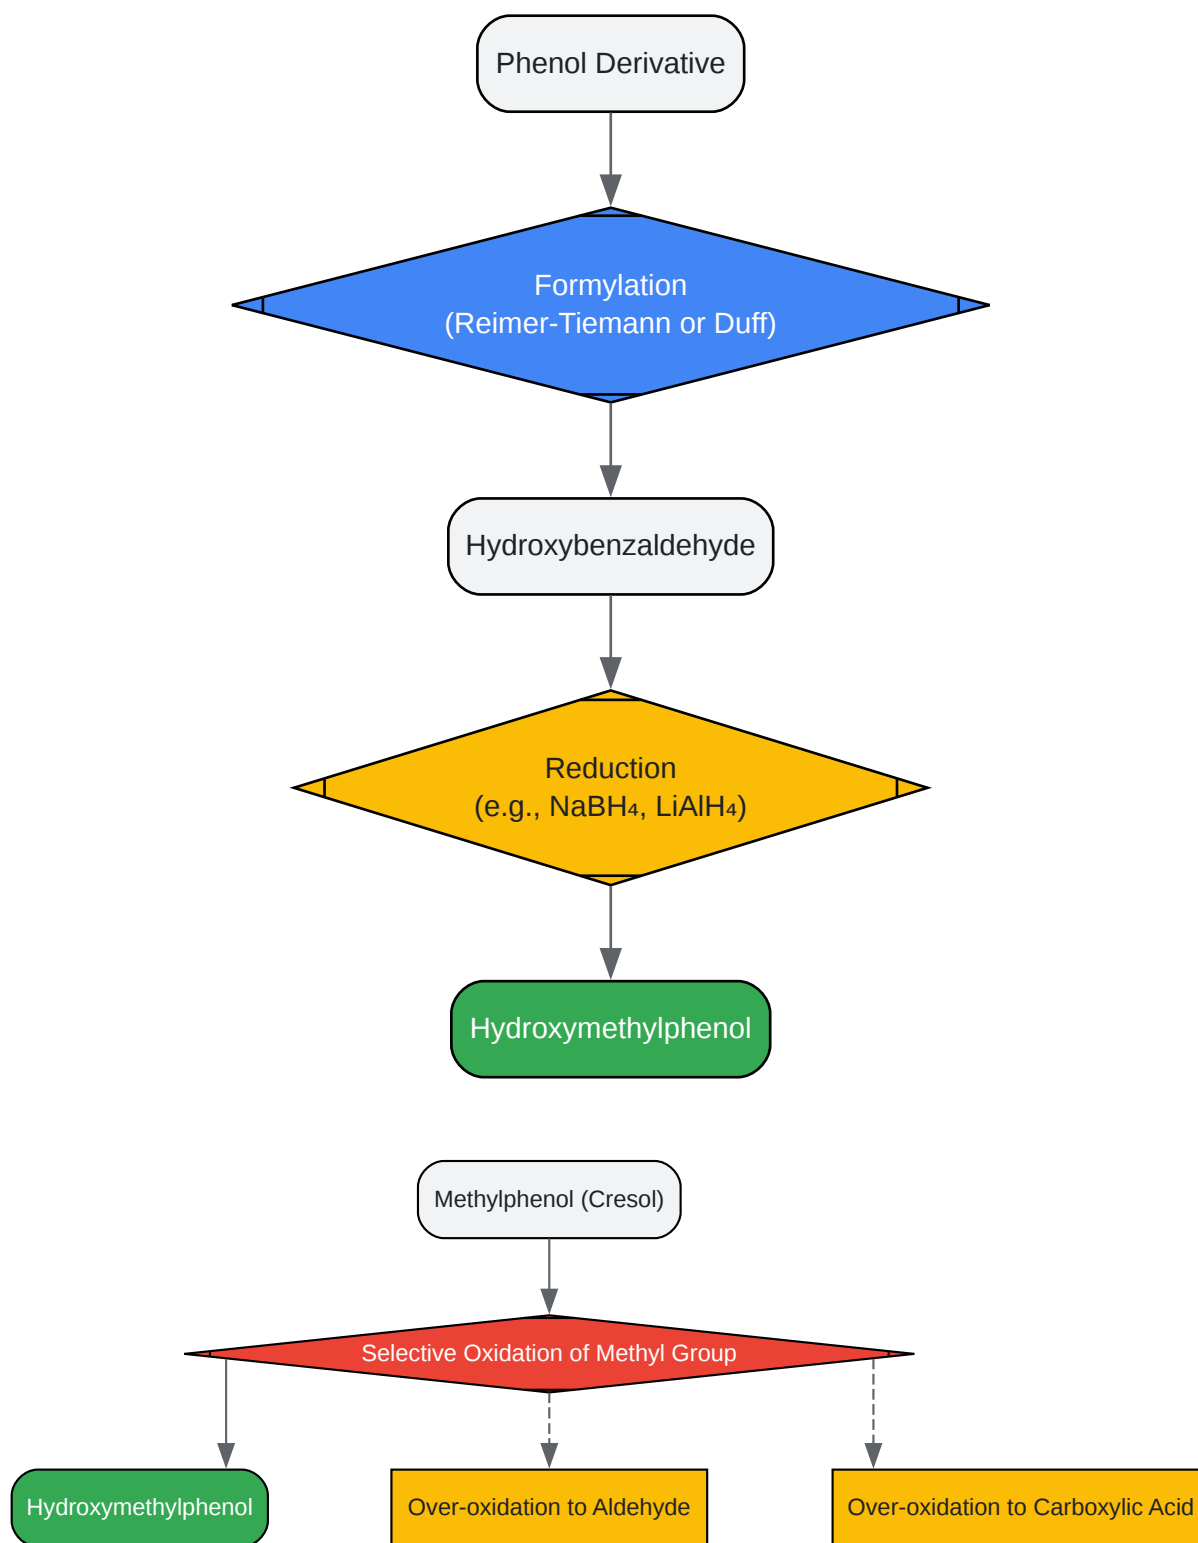 Phenol Derivative
Formylation
(Reimer-Tiemann or Duff)
Hydroxybenzaldehyde
Reduction
(e.g., NaBH₄, LiAlH₄)
Hydroxymethylphenol
Methylphenol (Cresol)
Selective Oxidation of Methyl Group
Hydroxymethylphenol
Over-oxidation to Aldehyde
Over-oxidation to Carboxylic Acid